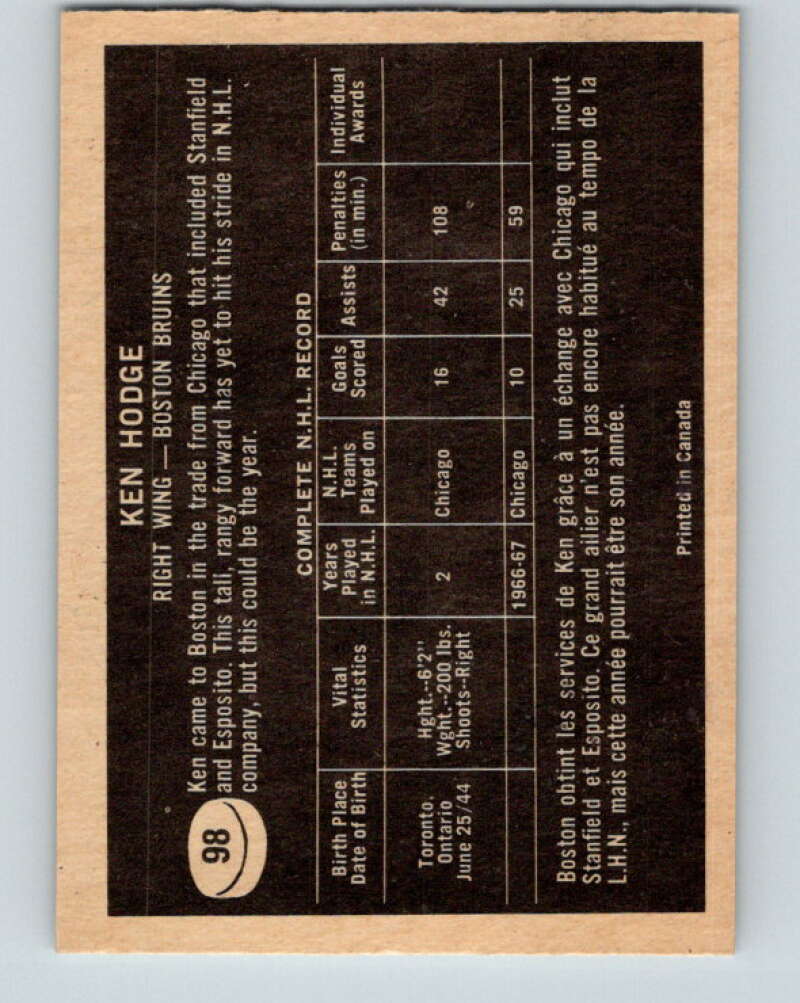 KEN HODGE
RIGHT WING — BOSTON BRUINS
98
Ken came to Boston in the trade from Chicago that included Stanfield
and Esposito. This tall, rangy forward has yet to hit his stride in N.H.L.
company, but this could be the year.
COMPLETE N.H.L. RECORD
Birth Place
Date of Birth
Vital
Statistics
Years
Played
in N.H.L.
N.H.L.
Teams
Played on
Goals
Scored
Assists
Penalties
(in min.)
Individual
Awards
Toronto,
Ontario
June 25/44
Hght.--6'2"
Wght.--200 lbs.
Shoots--Right
2
Chicago
16
42
108
1966-67
Chicago
10
25
59
Boston obtint les services de Ken grâce à un échange avec Chicago qui inclut
Stanfield et Esposito. Ce grand ailier n'est pas encore habitué au tempo de la
L.H.N., mais cette année pourrait être son année.
Printed in Canada